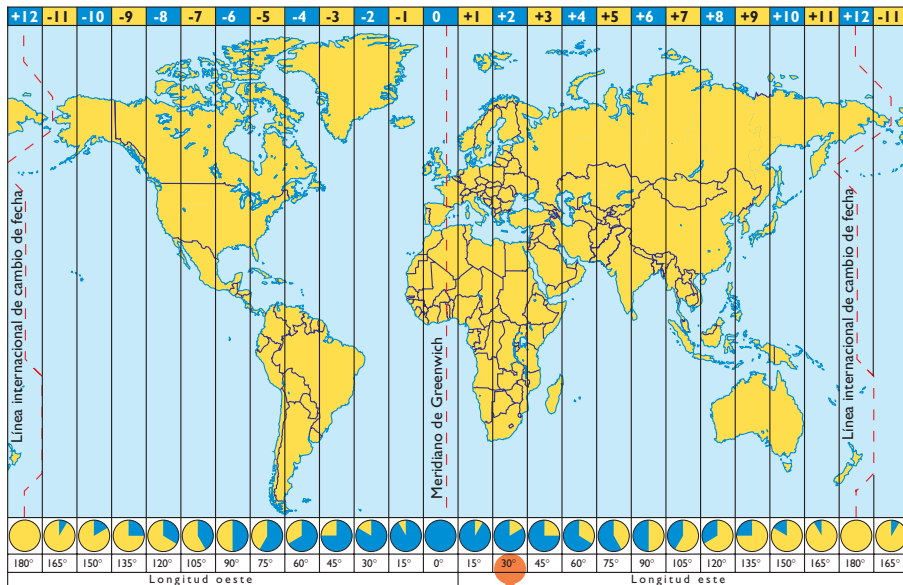 +12 -11 -10 -9 -8 -7 -6 -5 -4 -3 -2 -1 0 +1 +2 +3 +4 +5 +6 +7 +8 +9 +10 +11 +12 -11
Línea internacional de cambio de fecha
Meridiano de Greenwich
Línea internacional de cambio de fecha
180° 165° 150° 135° 120° 105° 90° 75° 60° 45° 30° 15° 0° 15° 30° 45° 60° 75° 90° 105° 120° 135° 150° 165° 180° 165°
Longitud oeste Longitud este